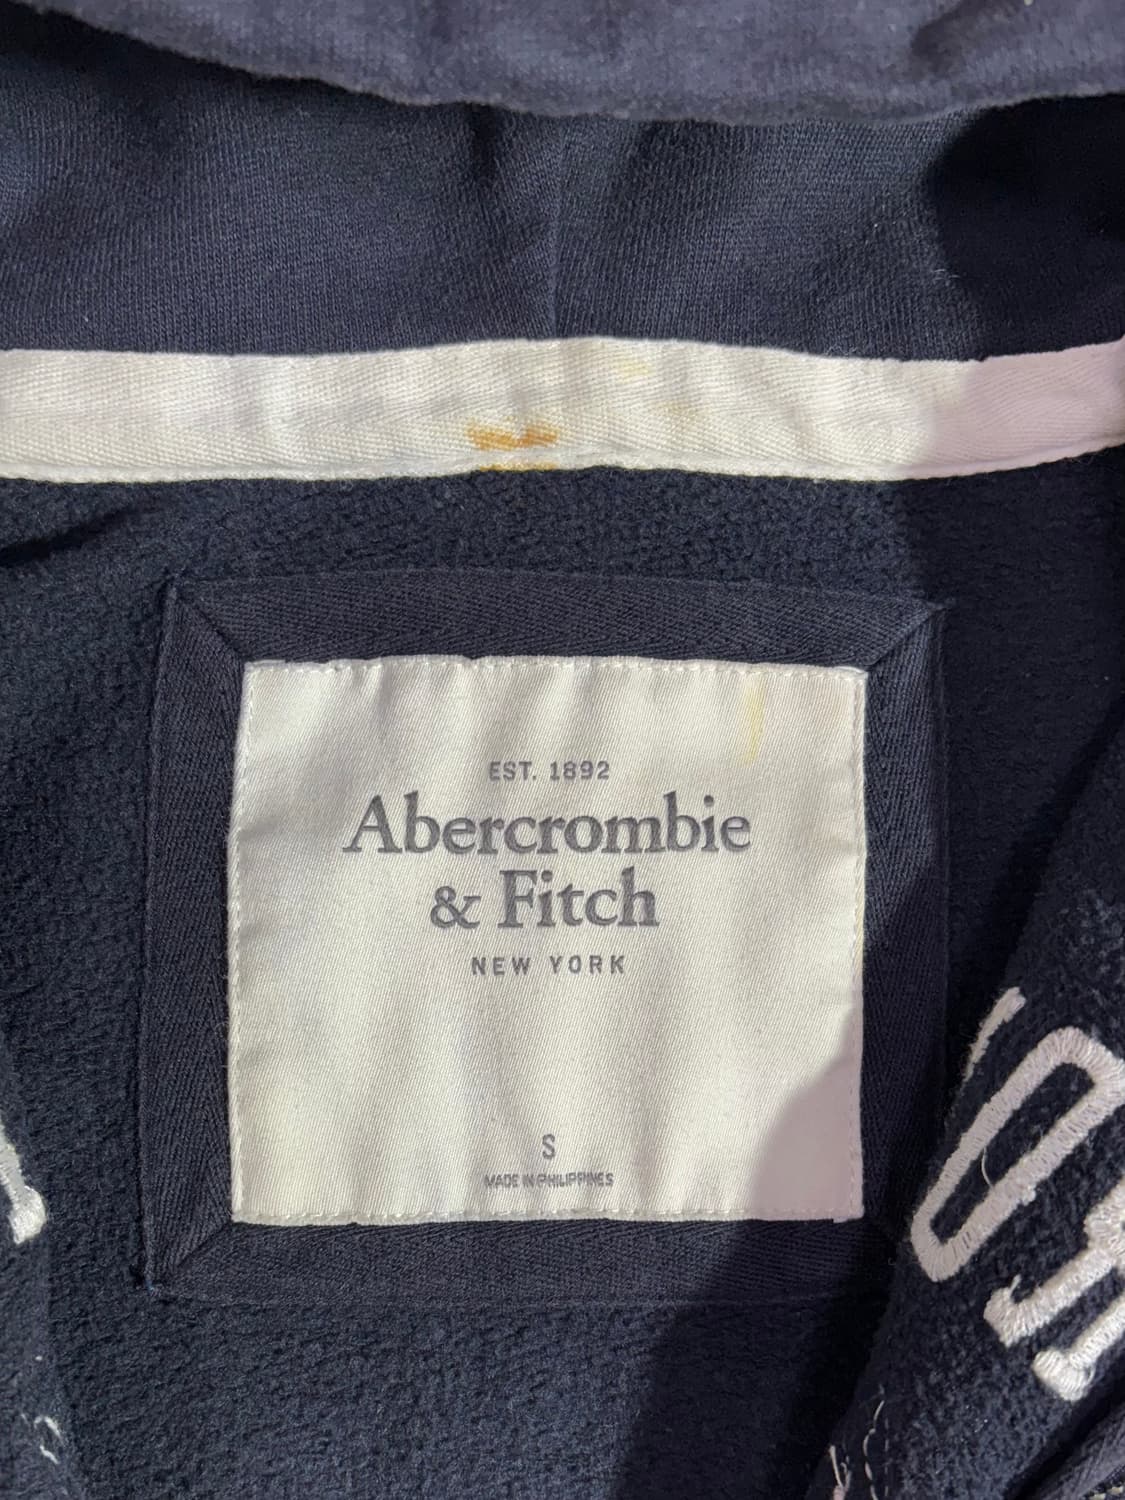 EST. 1892
Abercrombie
& Fitch
NEW YORK
S
MADE IN PHILIPPINES